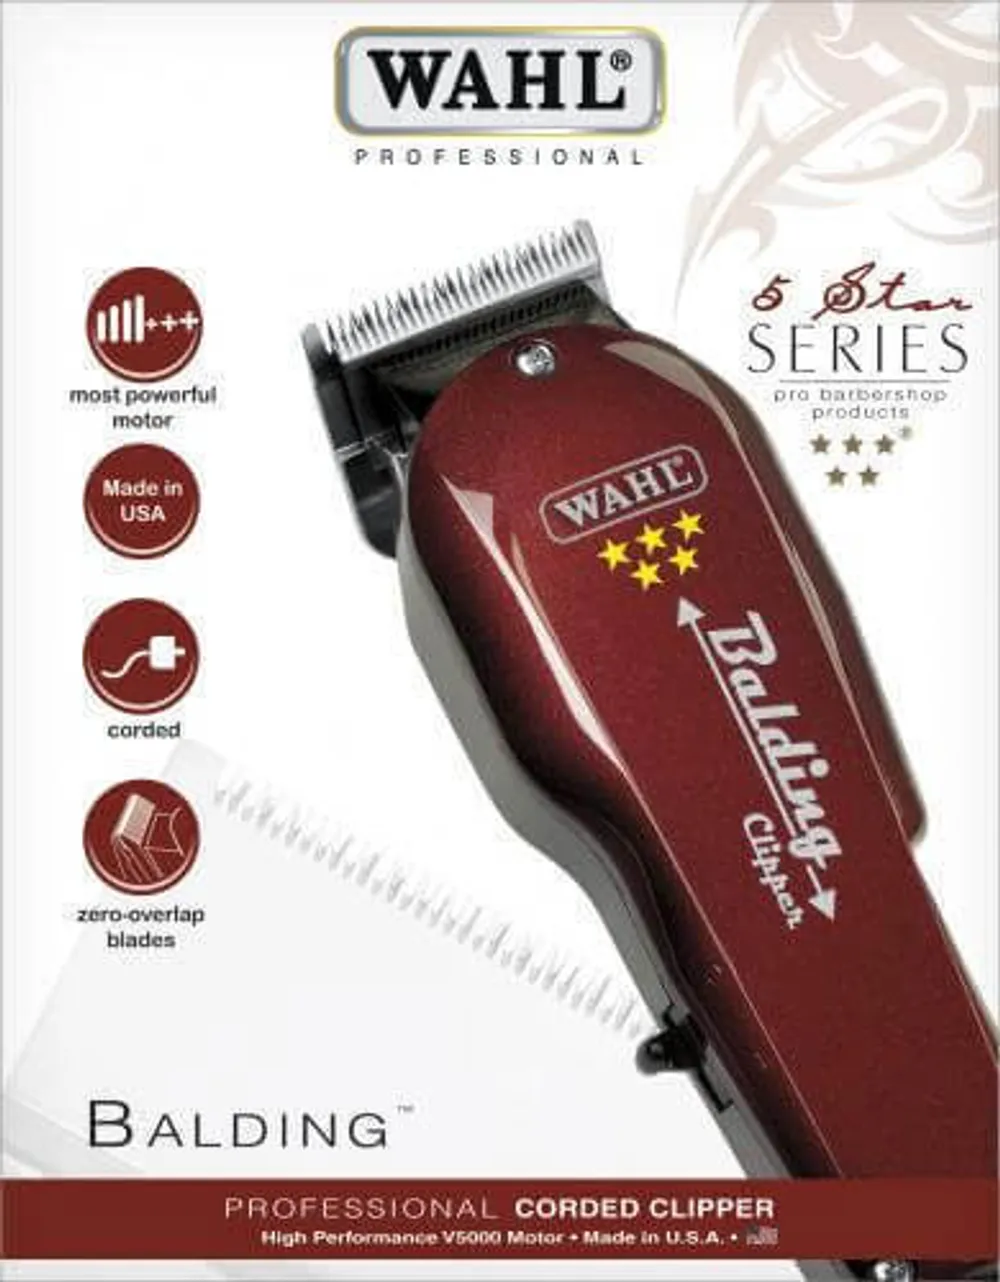 WAHL®
PROFESSIONAL
5 Star
SERIES
pro barbershop
products
®
most powerful
motor
Made in
USA
corded
zero-overlap
blades
WAHL®
Balding
Clipper
BALDING™
PROFESSIONAL CORDED CLIPPER
High Performance V5000 Motor • Made in U.S.A. •